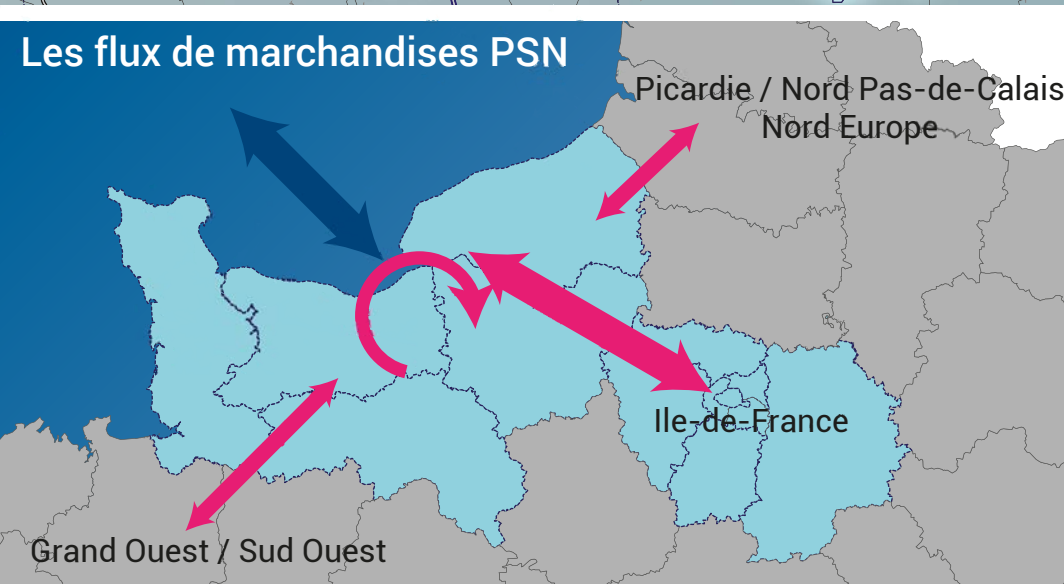 Les flux de marchandises PSN
Picardie / Nord Pas-de-Calais
Nord Europe
Ile-de-France
Grand Ouest / Sud Ouest